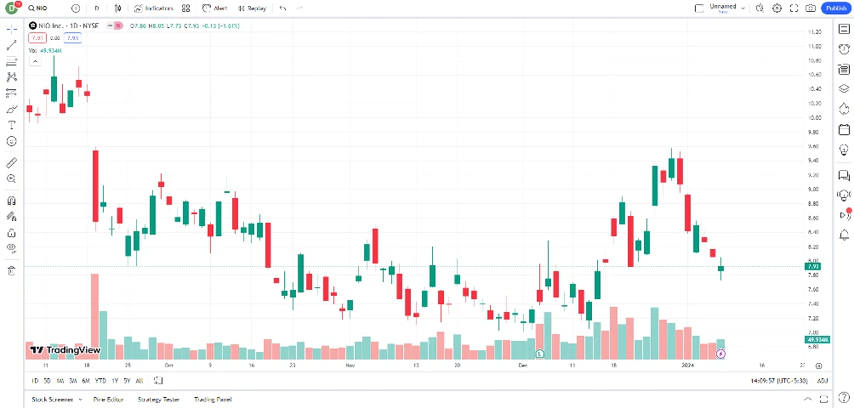 11 NIO D Indicators Alert Replay Unnamed Save Publish
NIO Inc. · 1D · NYSE O7.86 H8.05 L7.73 C7.93 -0.13 (-1.61%)
7.93 0.00 7.93
Vol 49.934M
11.20
10.80
10.60
10.40
10.20
10.00
9.80
9.60
9.40
9.20
9.00
8.80
8.60
8.40
8.20
8.00
7.93
7.80
7.60
7.40
7.20
7.00
49.934M
6.80
TradingView
11 18 25 Oct 9 16 23 Nov 6 13 20 Dec 11 18 2024 16
1D 5D 1M 3M 6M YTD 1Y 5Y All 14:09:57 (UTC-5:30) ADJ
Stock Screener Pine Editor Strategy Tester Trading Panel